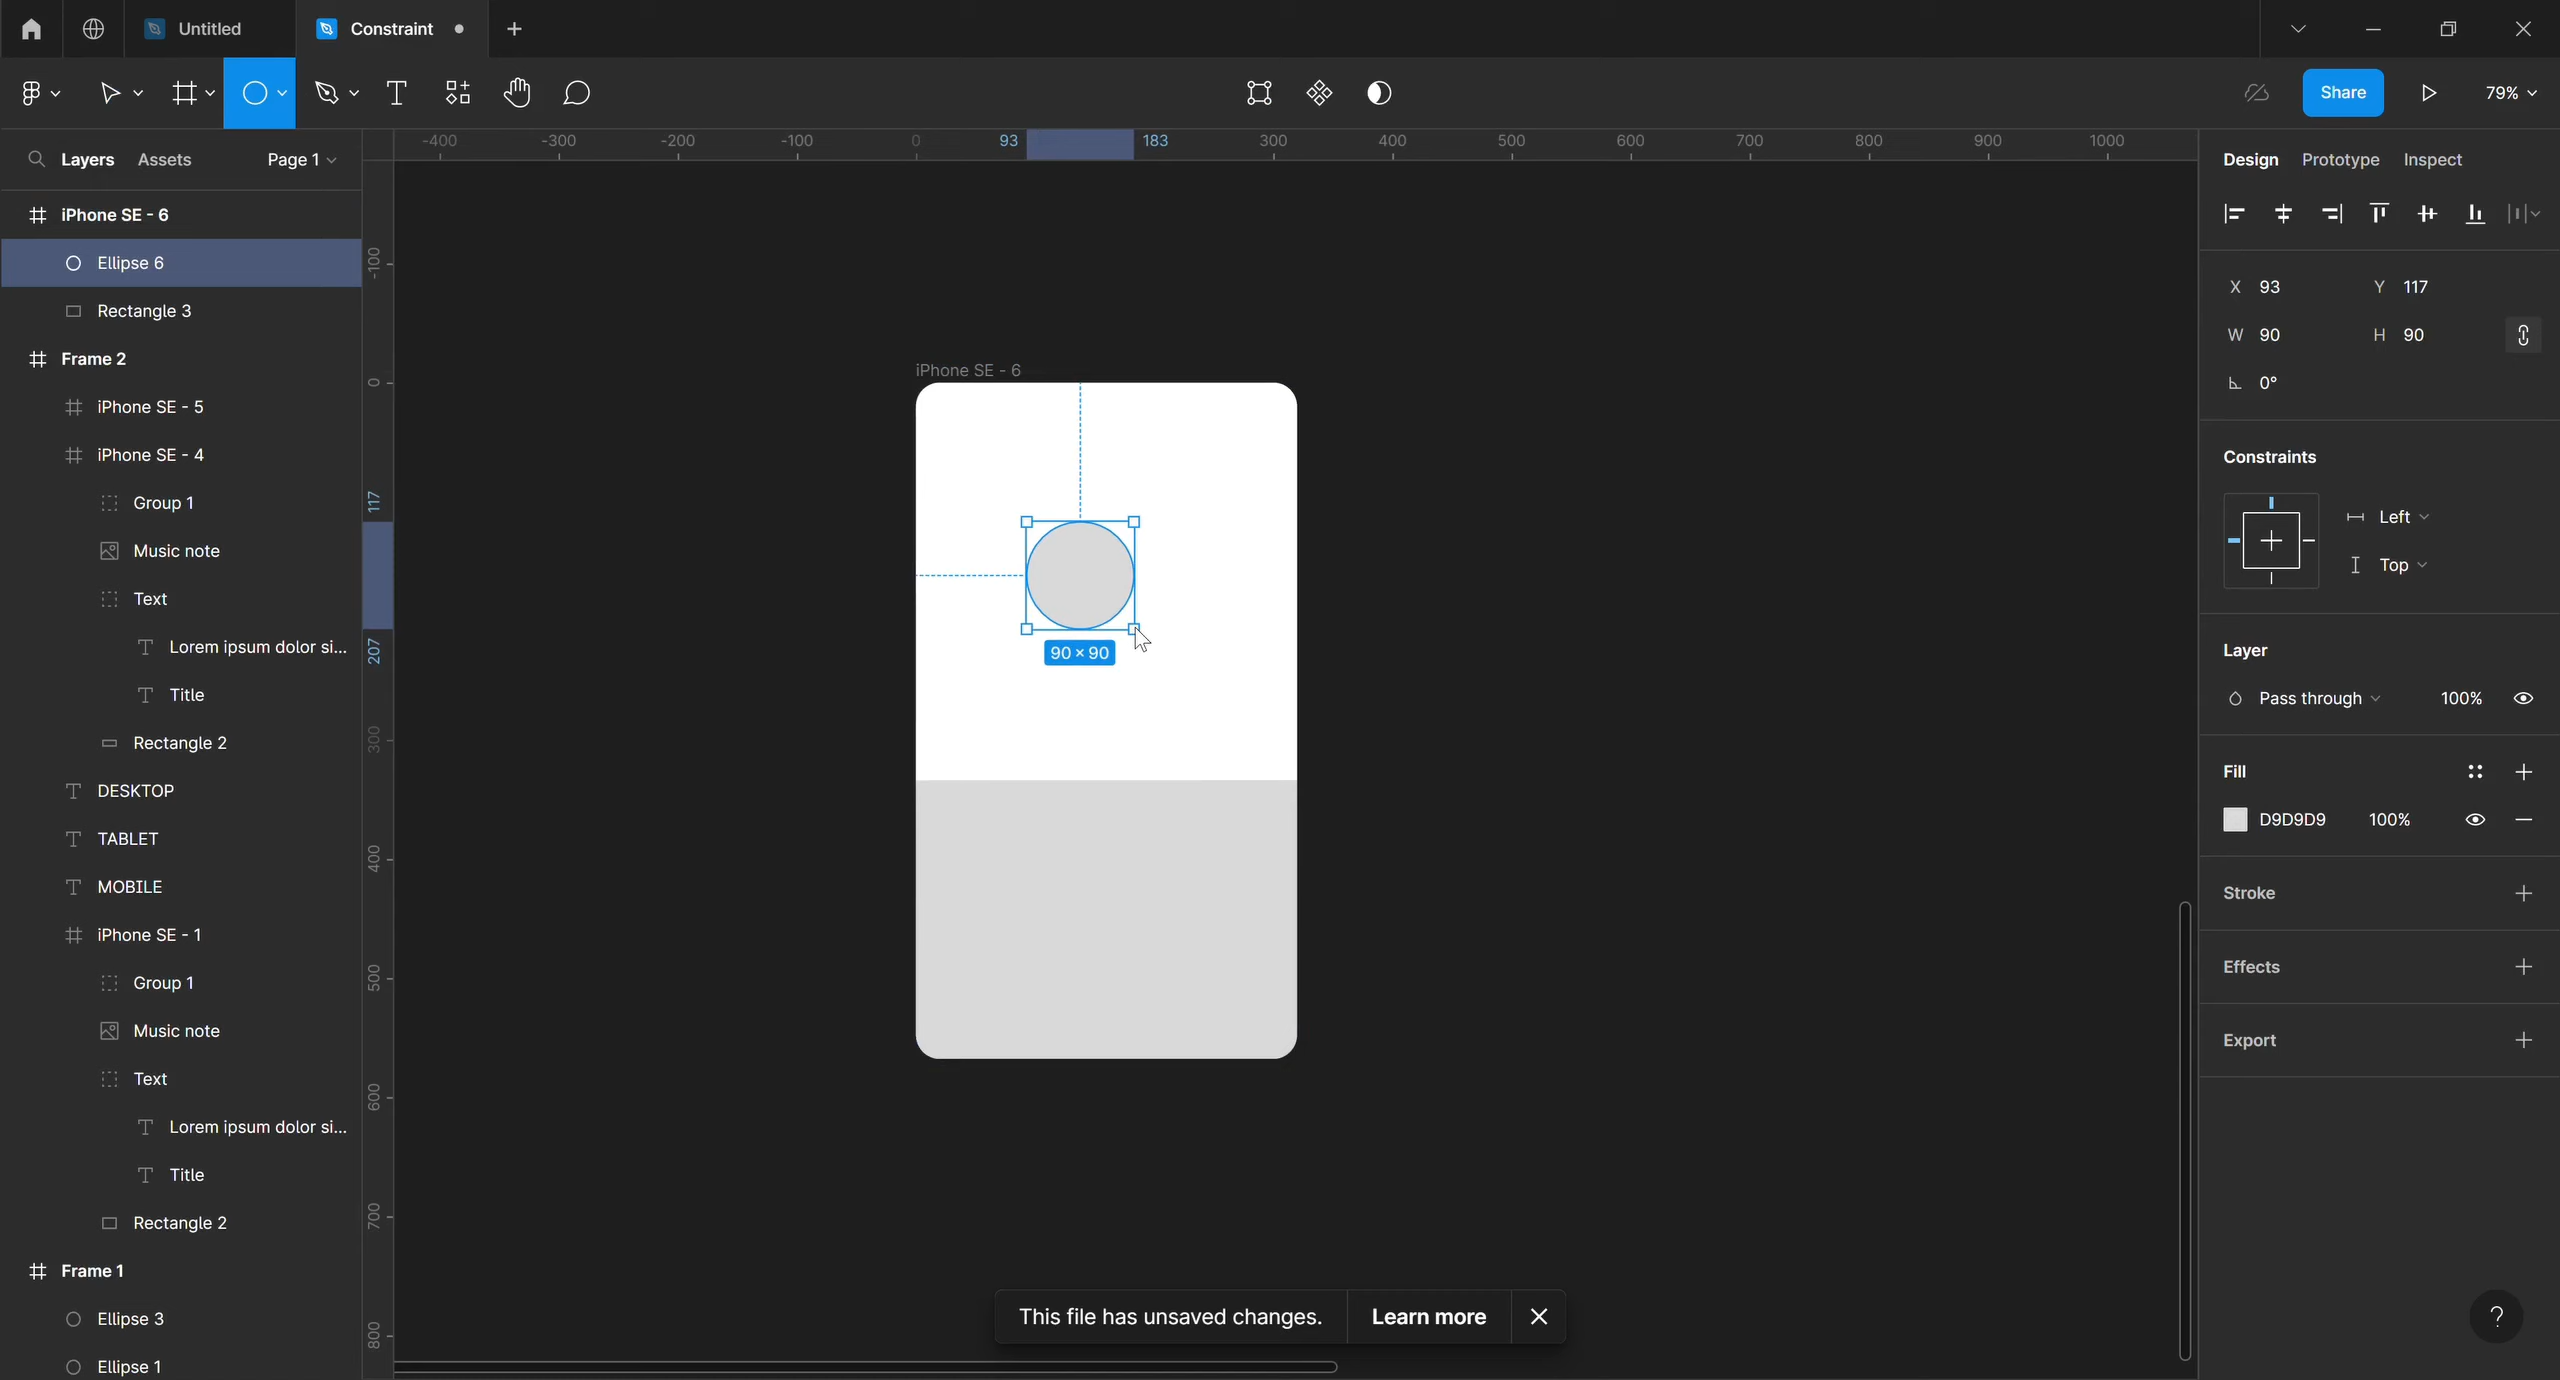 Untitled
Constraint
Share
79%
Layers
Assets
Page 1
-400
-300
-200
-100
0
93
183
300
400
500
600
700
800
900
1000
Design
Prototype
Inspect
iPhone SE - 6
Ellipse 6
Rectangle 3
Frame 2
iPhone SE - 5
iPhone SE - 4
Group 1
Music note
Text
Lorem ipsum dolor si...
Title
Rectangle 2
DESKTOP
TABLET
MOBILE
iPhone SE - 1
Group 1
Music note
Text
Lorem ipsum dolor si...
Title
Rectangle 2
Frame 1
Ellipse 3
Ellipse 1
-100
0
117
207
300
400
500
600
700
800
iPhone SE - 6
90 × 90
This file has unsaved changes.
Learn more
X 93
Y 117
W 90
H 90
0°
Constraints
Left
Top
Layer
Pass through
100%
Fill
D9D9D9
100%
Stroke
Effects
Export
?